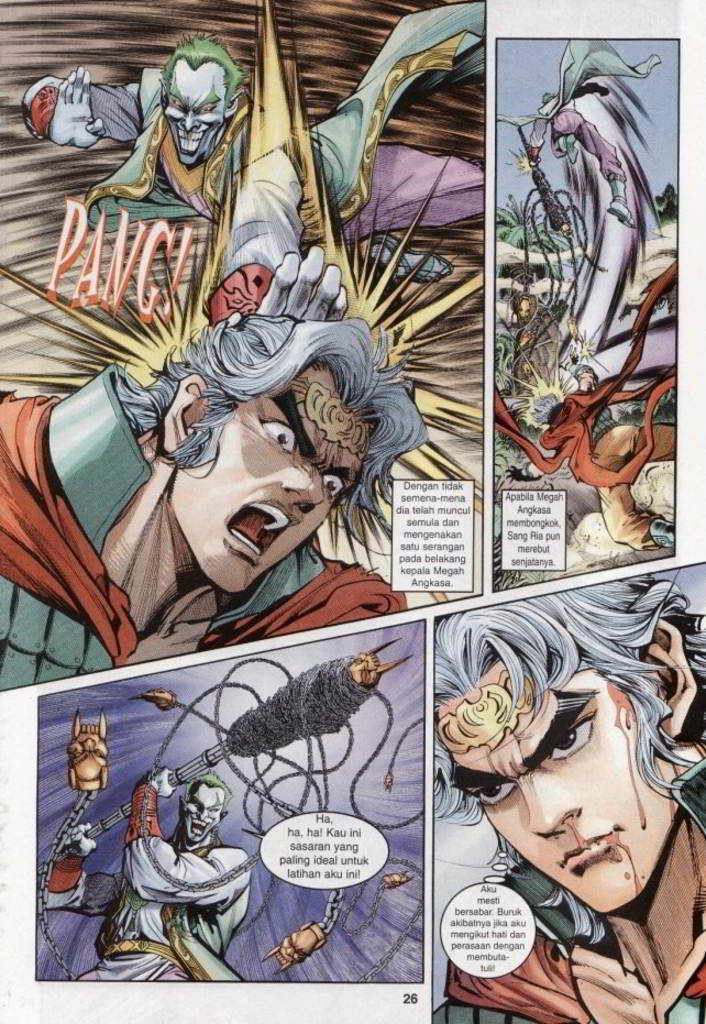 PANG!
Dengan tidak
semena-mena
dia telah muncul
semula dan
mengenakan
satu serangan
pada belakang
kepala Megah
Angkasa.
Apabila Megah
Angkasa
membongkok,
Sang Ra pun
merebut
senjatanya.
Ha,
ha, ha! Kau ini
sasaran yang
paling ideal untuk
latihan aku ini!
Aku
mesti
bersabar. Buruk
akibatnya jika aku
mengikut hati dan
perasaan dengan
membuta-
tuli!
26